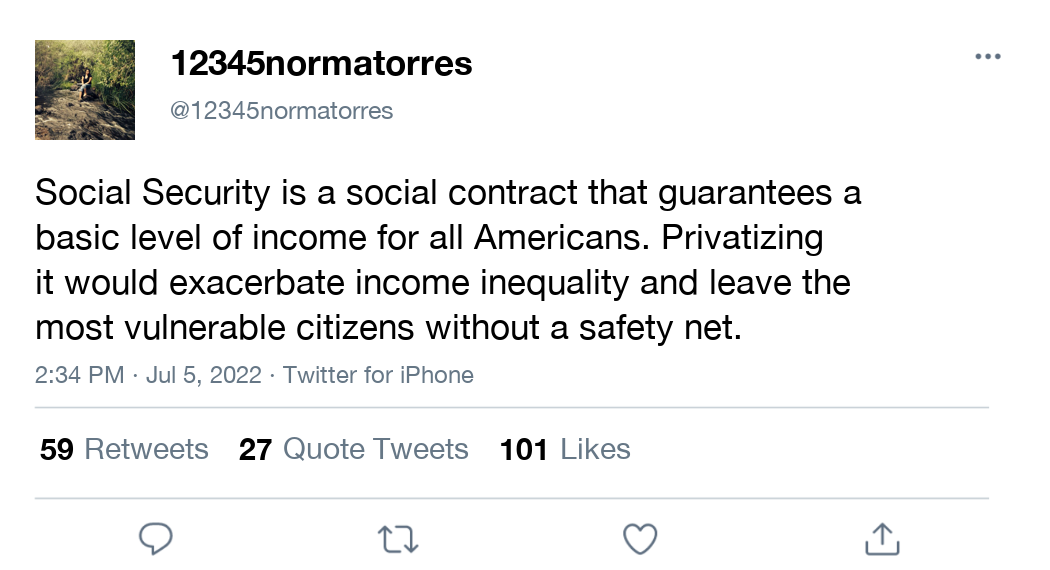 12345normatorres
@12345normatorres
Social Security is a social contract that guarantees a
basic level of income for all Americans. Privatizing
it would exacerbate income inequality and leave the
most vulnerable citizens without a safety net.
2:34 PM · Jul 5, 2022 · Twitter for iPhone
59 Retweets 27 Quote Tweets 101 Likes